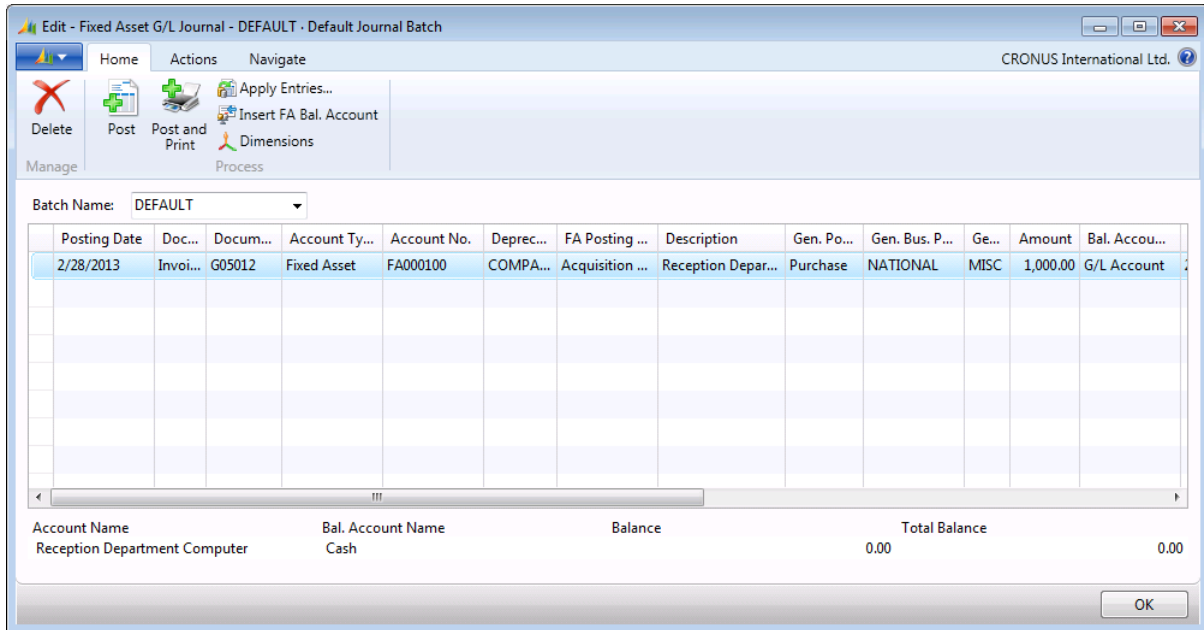 Edit - Fixed Asset G/L Journal - DEFAULT · Default Journal Batch
Home Actions Navigate CRONUS International Ltd.
Delete
Post
Post and Print
Apply Entries...
Insert FA Bal. Account
Dimensions
Manage Process
Batch Name: DEFAULT
Posting Date Doc... Docum... Account Ty... Account No. Deprec... FA Posting ... Description Gen. Po... Gen. Bus. P... Ge... Amount Bal. Accou...
2/28/2013 Invoi... G05012 Fixed Asset FA000100 COMPA... Acquisition ... Reception Depar... Purchase NATIONAL MISC 1,000.00 G/L Account
Account Name Bal. Account Name Balance Total Balance
Reception Department Computer Cash 0.00 0.00
OK